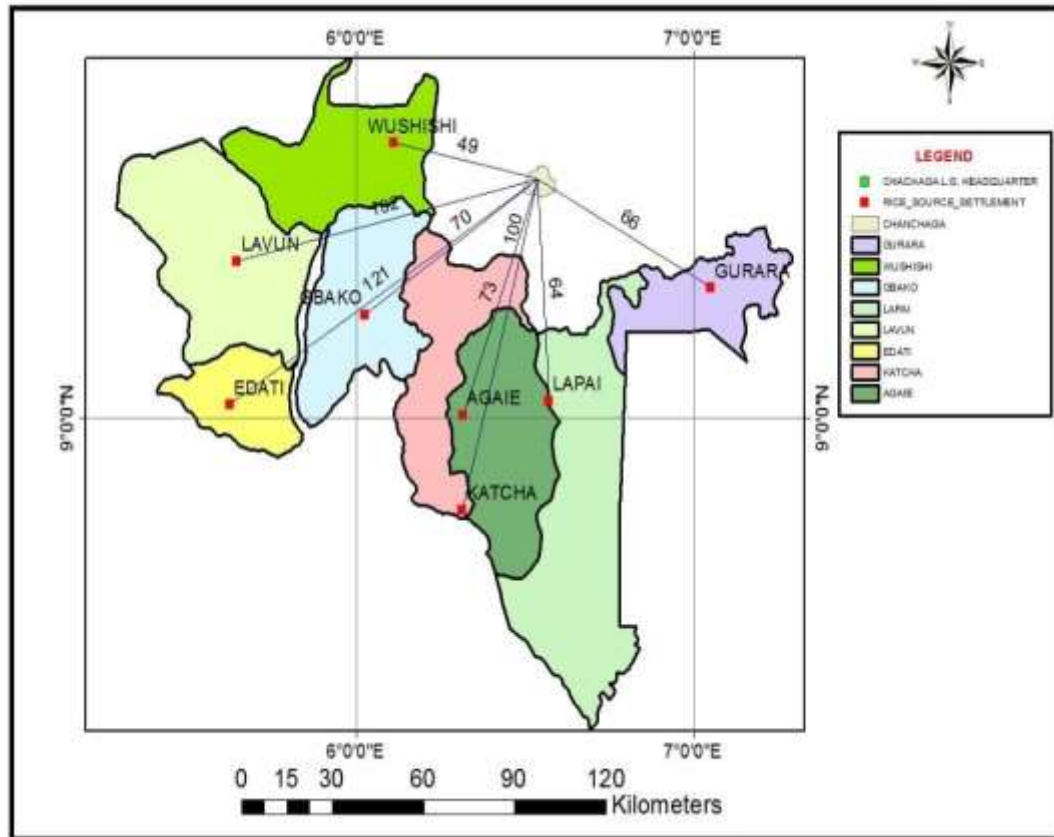 6°0'0"E 7°0'0"E
N
W E
S
WUSHISHI
49
70
100
66
LAVUN
GURARA
121
GBAKO
73
64
EDATI
AGAIE
LAPAI
9°0'0"N 9°0'0"N
KATCHA
6°0'0"E 7°0'0"E
0 15 30 60 90 120
Kilometers
LEGEND
CHACHAGA L.G. HEADQUARTER
RICE_SOURCE_SETTLEMENT
CHANCHAGA
GURARA
WUSHISHI
GBAKO
LAPAI
LAVUN
EDATI
KATCHA
AGAIE